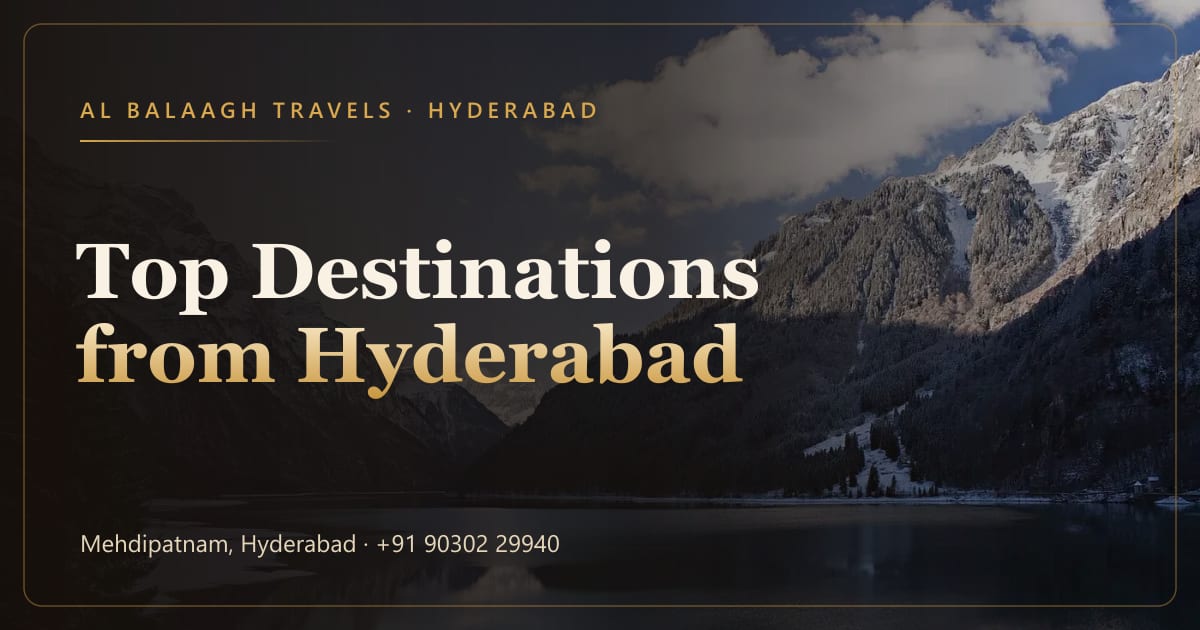 AL BALAAGH TRAVELS · HYDERABAD
Top Destinations
from Hyderabad
Mehdipatnam, Hyderabad · +91 90302 29940